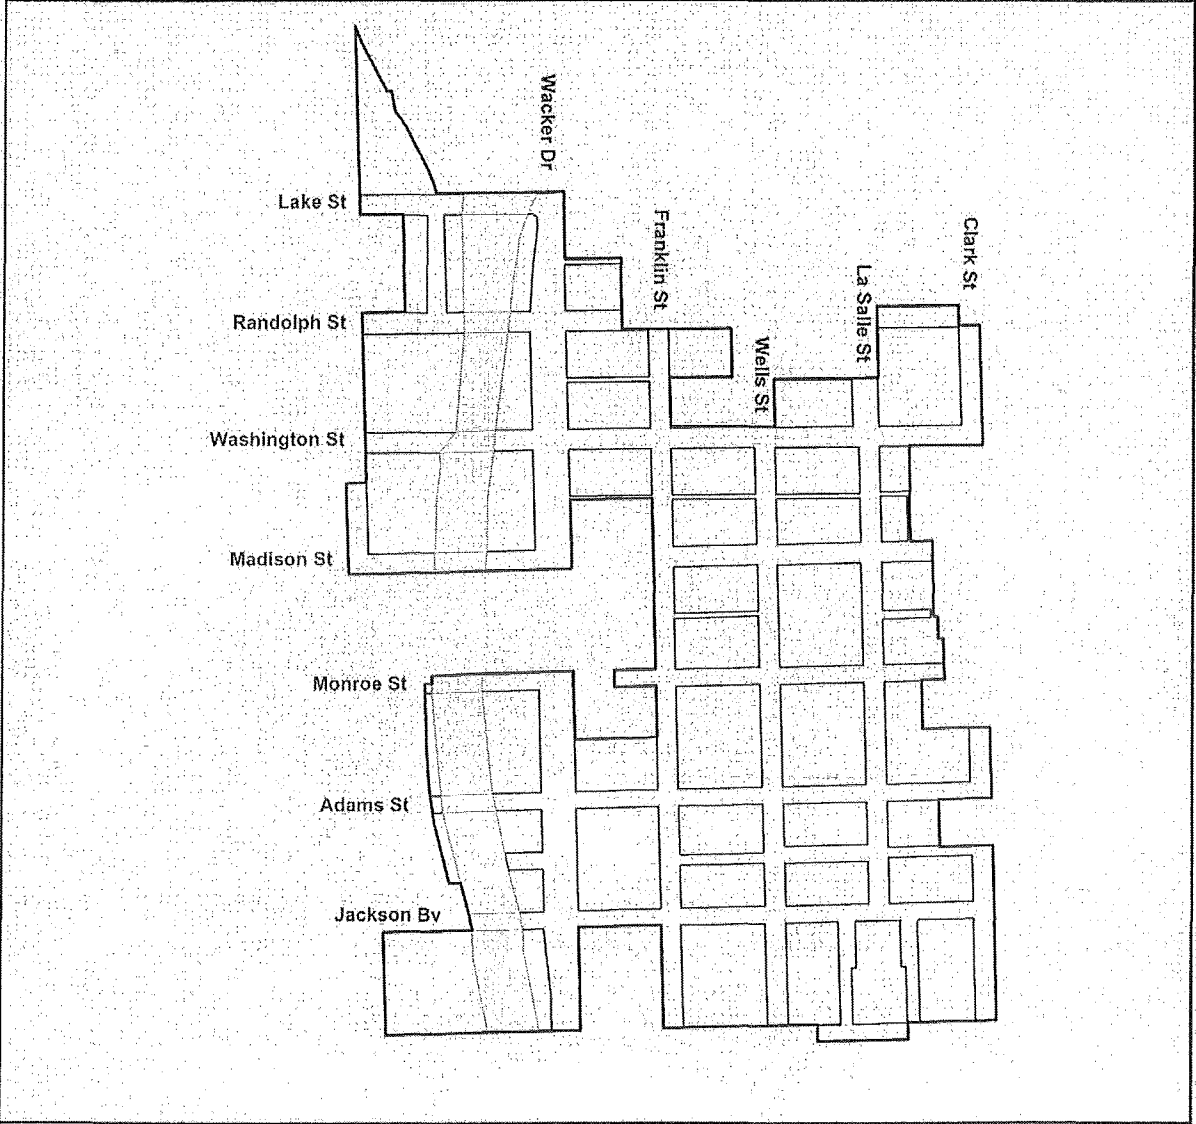 Wacker Dr
Lake St
Franklin St
Clark St
La Salle St
Randolph St
Wells St
Washington St
Madison St
Monroe St
Adams St
Jackson Bv